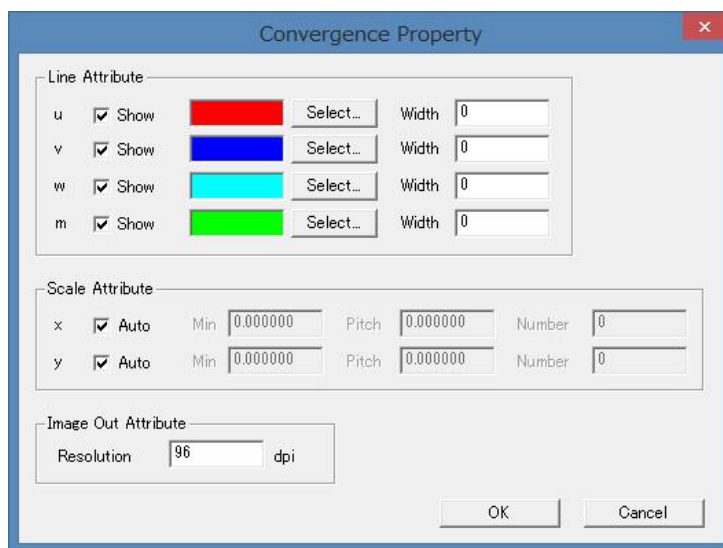 Convergence Property
Line Attribute
u Show Select... Width 0
v Show Select... Width 0
w Show Select... Width 0
m Show Select... Width 0
Scale Attribute
x Auto Min 0.000000 Pitch 0.000000 Number 0
y Auto Min 0.000000 Pitch 0.000000 Number 0
Image Out Attribute
Resolution 96 dpi
OK Cancel